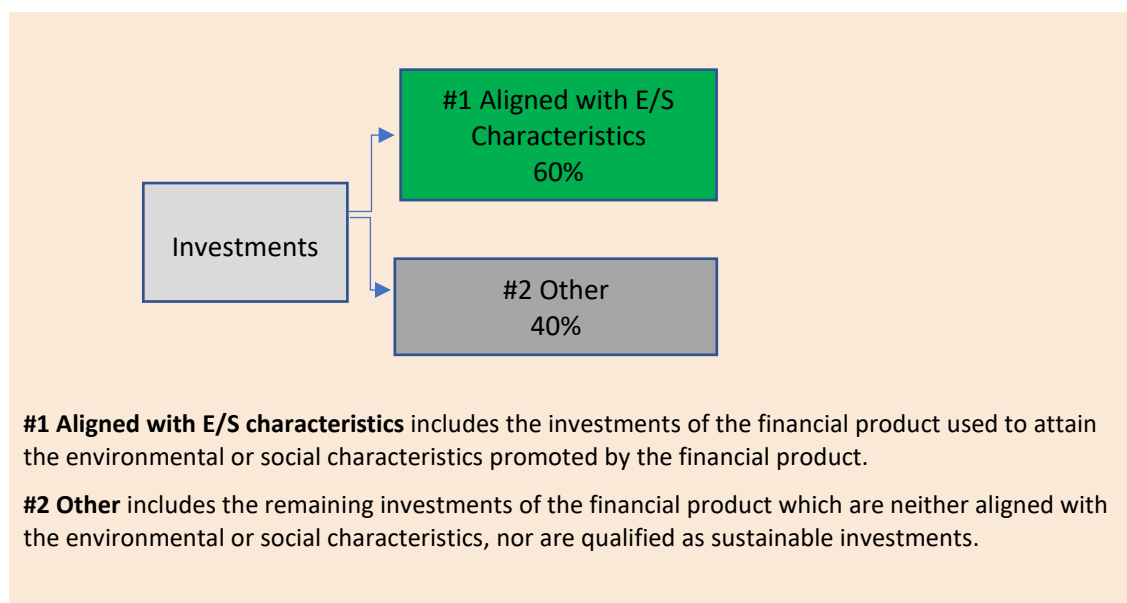 #1 Aligned with E/S
Characteristics
60%
Investments
#2 Other
40%
#1 Aligned with E/S characteristics includes the investments of the financial product used to attain
the environmental or social characteristics promoted by the financial product.
#2 Other includes the remaining investments of the financial product which are neither aligned with
the environmental or social characteristics, nor are qualified as sustainable investments.